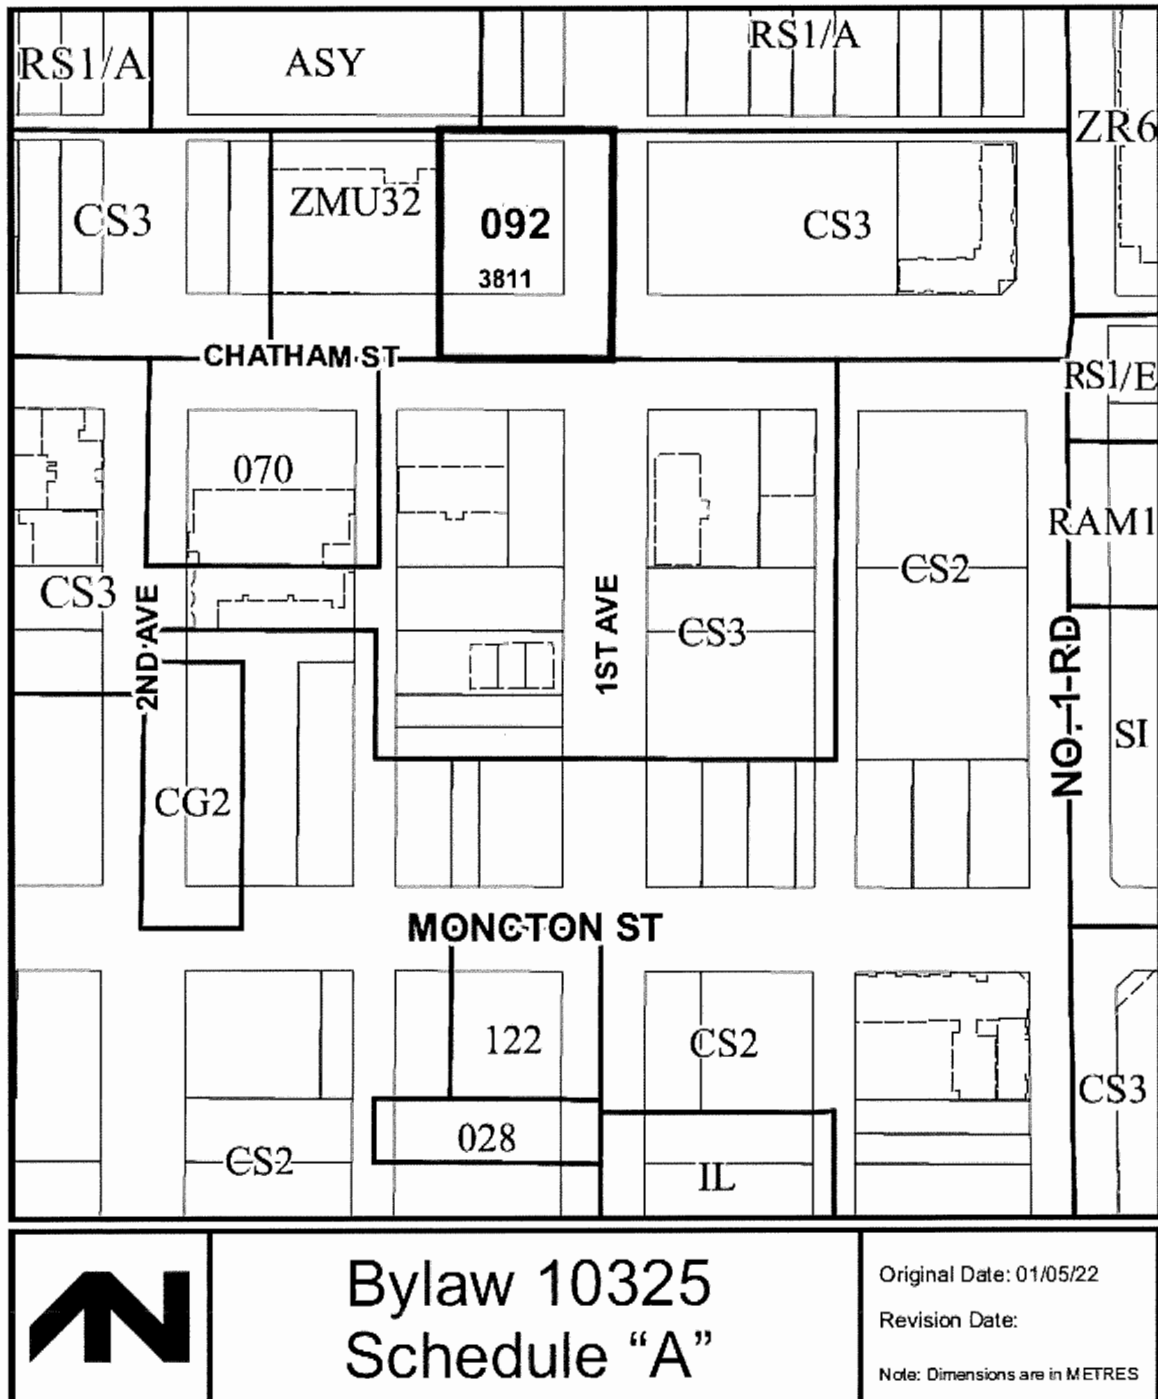 RS1/A
ASY
RS1/A
ZR6
CS3
ZMU32
092
CS3
3811
CHATHAM ST
RS1/E
070
RAM1
CS2
CS3
2ND AVE
1ST AVE
CS3
NO. 1 RD
SI
CG2
MONCTON ST
122
CS2
CS3
028
CS2
IL
Bylaw 10325
Schedule “A”
Original Date: 01/05/22
Revision Date:
Note: Dimensions are in METRES